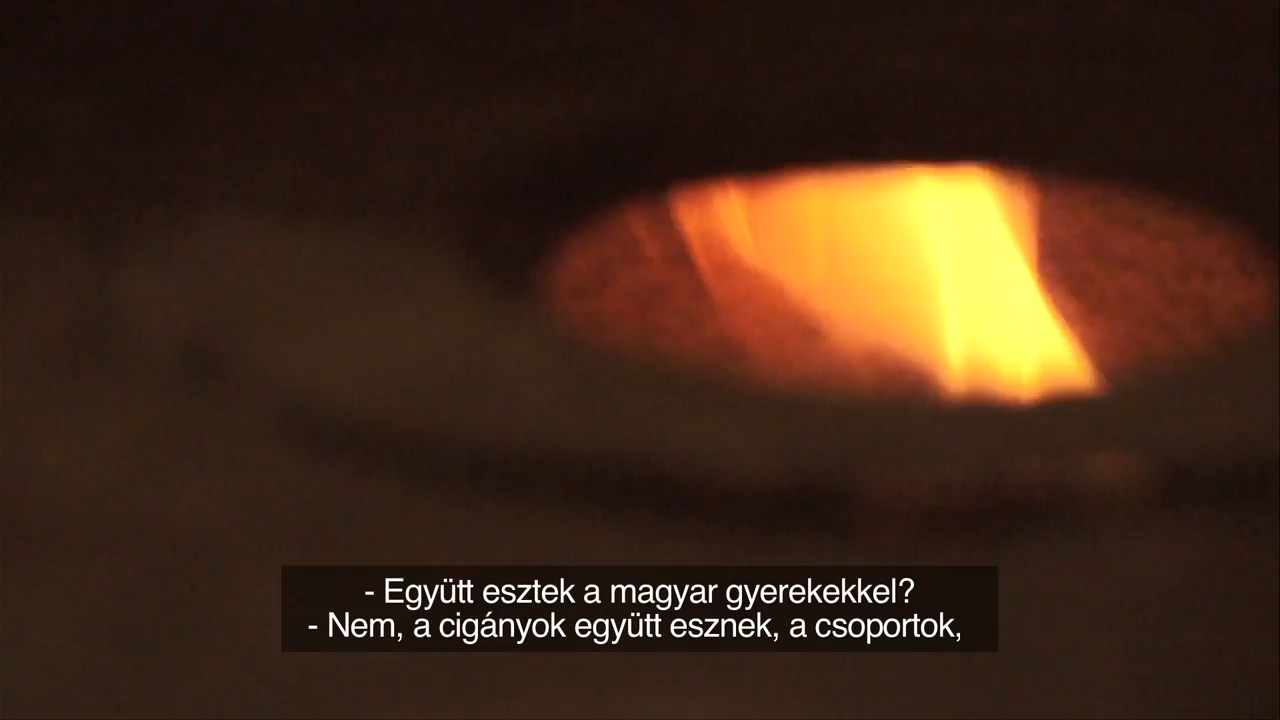 - Együtt esztek a magyar gyerekekkel?
- Nem, a cigányok együtt esznek, a csoportok,